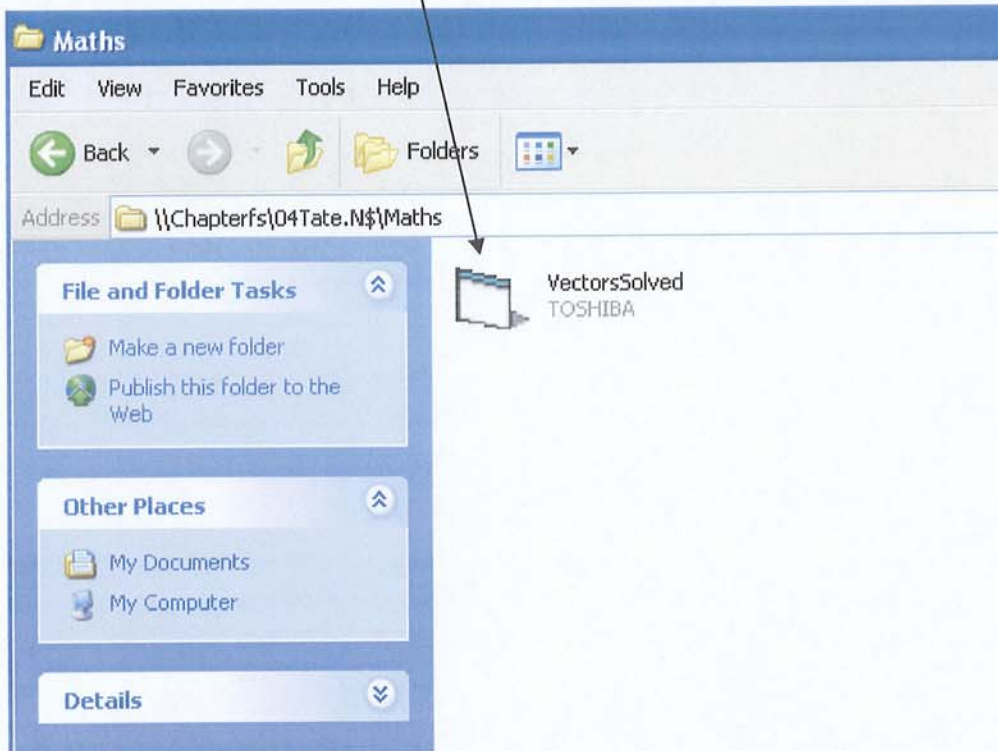 Maths
Edit View Favorites Tools Help
Back Folders
Address \\Chapterfs\04Tate.N$\Maths
File and Folder Tasks
Make a new folder
Publish this folder to the
Web
Other Places
My Documents
My Computer
Details
VectorsSolved
TOSHIBA